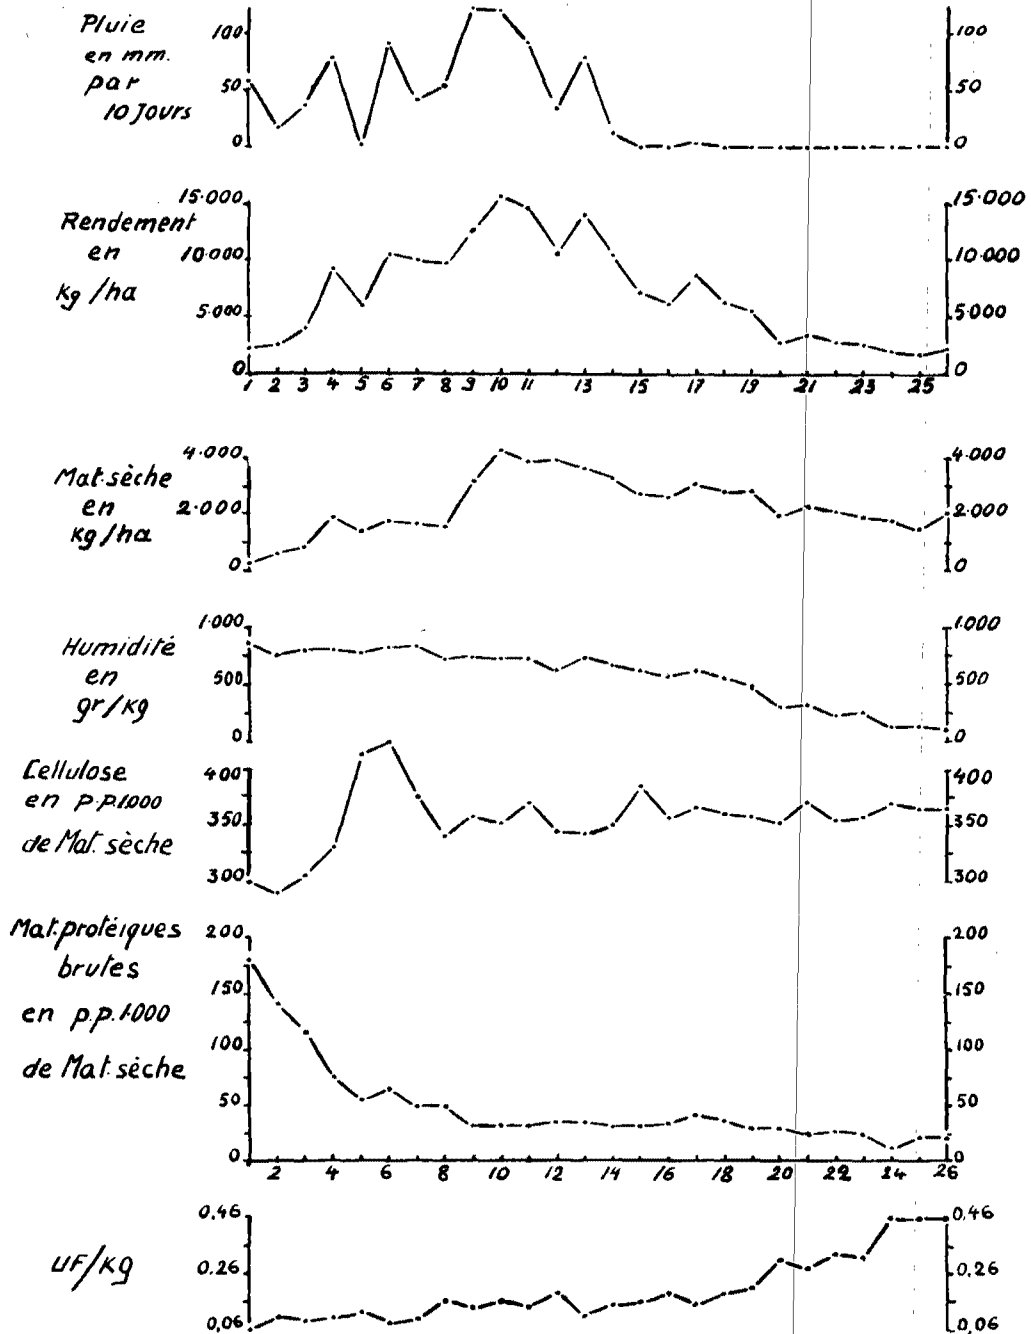 Pluie
en mm.
par
10 Jours
100
50
0
100
50
0
Rendement
en
Kg/ha
15.000
10.000
5.000
0
15.000
10.000
5.000
0
1 2 3 4 5 6 7 8 9 10 11 13 15 17 19 21 23 25
Mat.sèche
en
Kg/ha
4.000
2.000
0
4.000
2.000
0
Humidité
en
gr/Kg
1.000
500
0
1.000
500
0
Cellulose
en p.p.1.000
de Mat. sèche
400
350
300
400
350
300
Mat.protéiques
brutes
en p.p.1.000
de Mat.sèche
200
150
100
50
0
200
150
100
50
0
2 4 6 8 10 12 14 16 18 20 22 24 26
UF/Kg
0,46
0,26
0,06
0,46
0,26
0,06